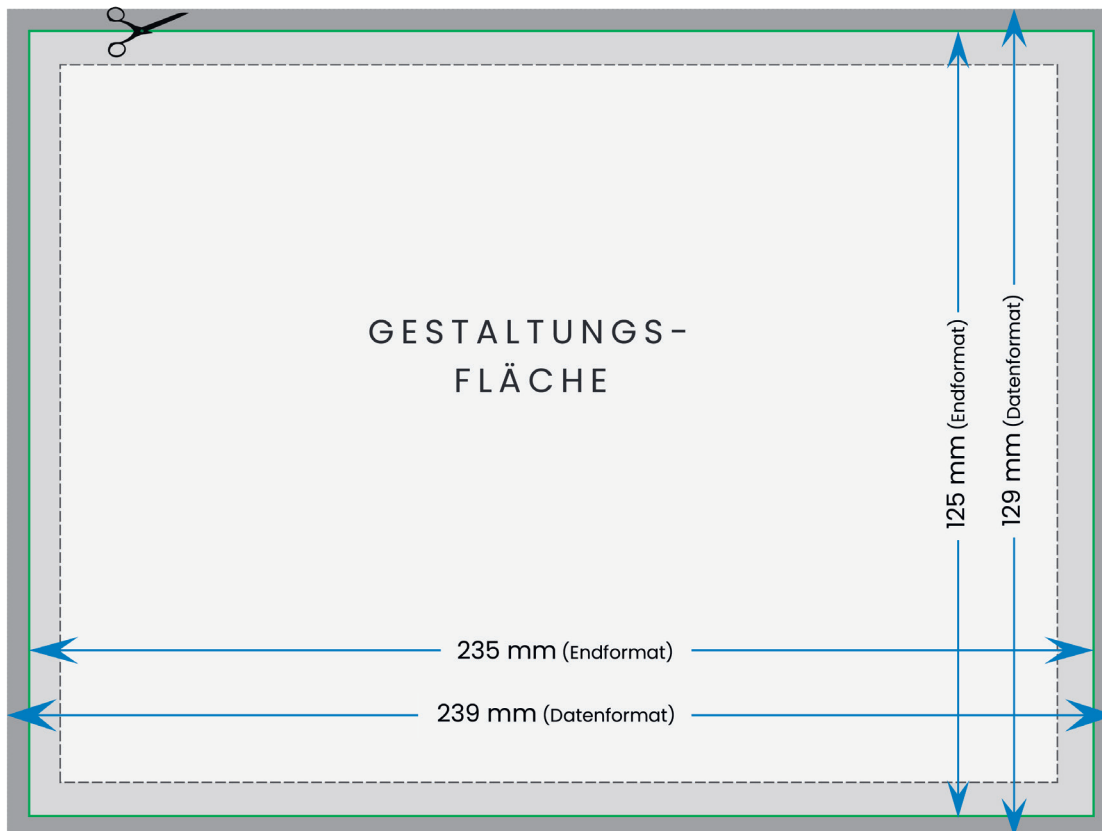 GESTALTUNGS-
FLÄCHE
125 mm (Endformat)
129 mm (Datenformat)
235 mm (Endformat)
239 mm (Datenformat)